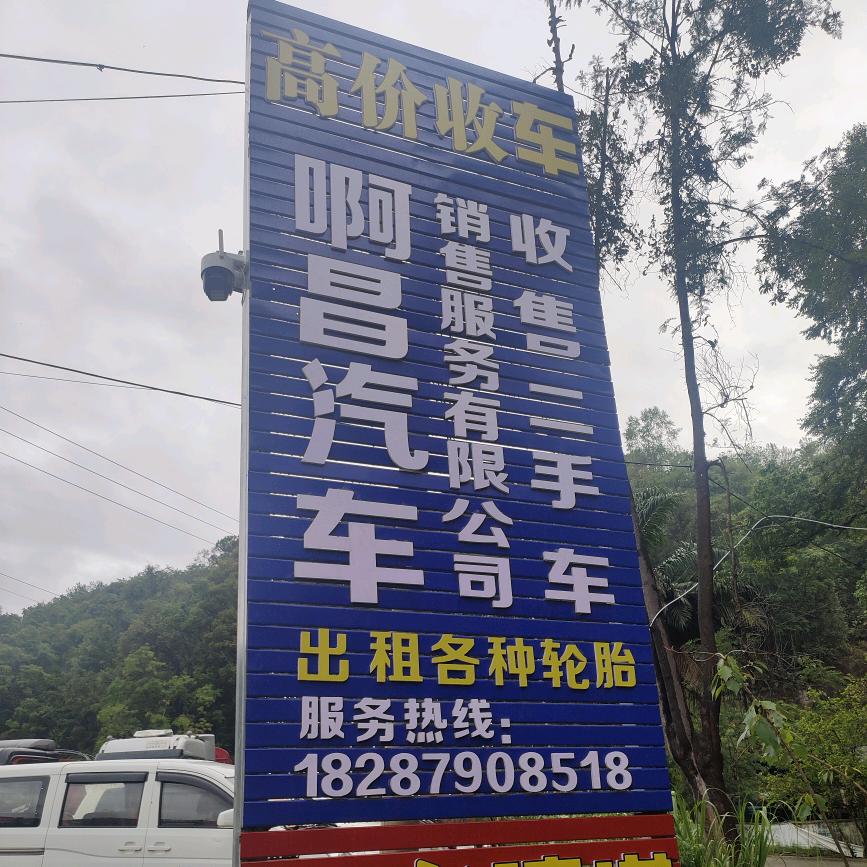 高价收车
啊昌汽车
销售服务有限公司
收售二手车
出租各种轮胎
服务热线：
18287908518